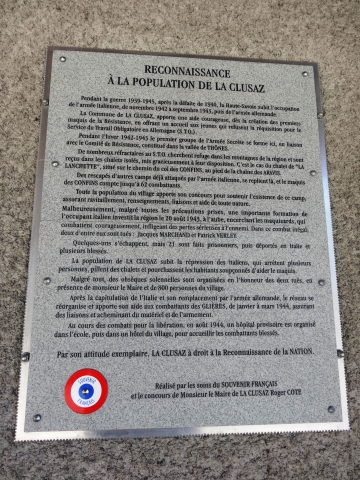 RECONNAISSANCE
À LA POPULATION DE LA CLUSAZ
Pendant la guerre 1939-1945, après la défaite de 1940, la Haute-Savoie subit l'occupation
de l'armée italienne, de novembre 1942 à septembre 1943, puis de l'armée allemande.
La Commune de LA CLUSAZ, apporte une aide courageuse, dès la création des premiers
maquis de la Résistance, en offrant un accueil aux jeunes qui refusent la réquisition pour le
Service du Travail Obligatoire en Allemagne (S.T.O.).
Pendant l'hiver 1942-1943 le premier groupe de l'Armée Secrète se forme ici, en liaison
avec le Comité de Résistance, constitué dans la vallée de THÔNES.
De nombreux réfractaires au S.T.O. cherchent refuge dans les montagnes de la région et sont
reçus dans les chalets isolés, mis gracieusement à leur disposition. C'est le cas du chalet de "LA
LANCHETTE", situé sur le chemin du col des CONFINS, au pied de la chaîne des ARAVIS.
Des rescapés d'autres camps déjà attaqués par l'armée italienne, se replient là, et le maquis
des CONFINS compte jusqu'à 62 combattants.
Toute la population du village apporte son concours pour soutenir l'existence de ce camp,
assurant ravitaillement, renseignements, liaisons et aide de toute nature.
Malheureusement, malgré toutes les précautions prises, une importante formation de
l'occupant italien investit la région le 20 août 1943, à l'aube, encerclant les maquisards, qui
combattent courageusement, infligeant des pertes sérieuses à l'ennemi. Dans ce combat inégal,
deux d'entre eux sont tués : Jacques MARCHAND et Patrick VERLEE
Quelques-uns s'échappent, mais 21 sont faits prisonniers, puis déportés en Italie et
plusieurs blessés.
La population de LA CLUSAZ subit la répression des italiens, qui arrêtent plusieurs
personnes, pillent des chalets et pourchassent les habitants soupçonnés d'aider le maquis.
Malgré tout, des obsèques solennelles sont organisées en l'honneur des deux tués, en
présence de monsieur le Maire et de 800 personnes du village.
Après la capitulation de l'Italie et son remplacement par l'armée allemande, le réseau se
réorganise et apporte son aide aux combattants des GLIERES, de janvier à mars 1944, assurant
des liaisons et acheminant du matériel et de l'armement.
Au cours des combats pour la libération, en août 1944, un hôpital provisoire est organisé
dans l'école, puis dans un hôtel du village, pour accueillir les combattants blessés.
Par son attitude exemplaire, LA CLUSAZ à droit à la Reconnaissance de la NATION.
SOUVENIR
FRANÇAIS
Réalisé par les soins du SOUVENIR FRANÇAIS
et le concours de Monsieur le Maire de LA CLUSAZ Roger COTE